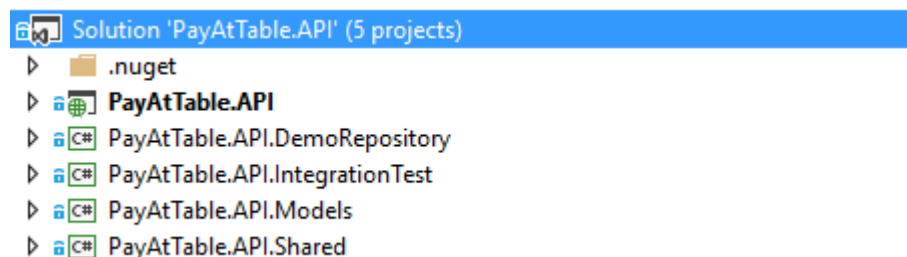 Solution 'PayAtTable.API' (5 projects)
.nuget
PayAtTable.API
C# PayAtTable.API.DemoRepository
C# PayAtTable.API.IntegrationTest
C# PayAtTable.API.Models
C# PayAtTable.API.Shared